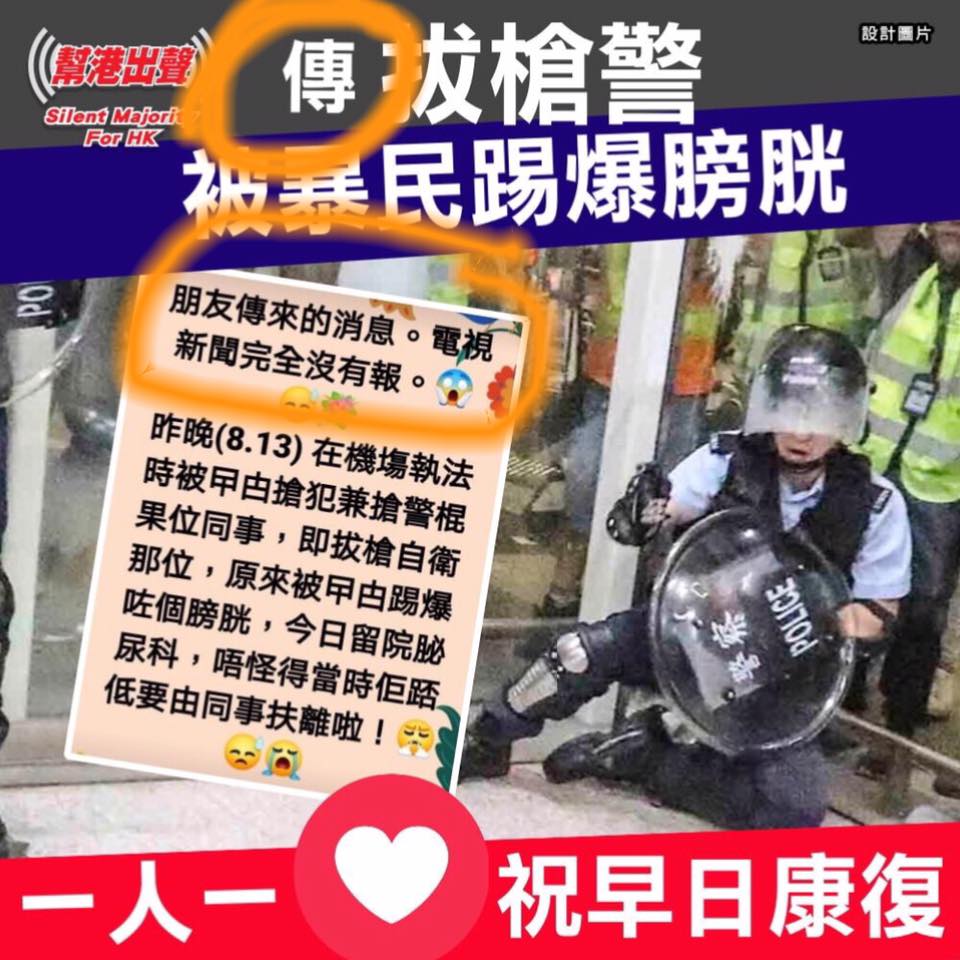 幫港出聲
Silent Majority
For HK
設計圖片
傳 拔槍警
被暴民踢爆膀胱
朋友傳來的消息。電視
新聞完全沒有報。😱
😓💐
昨晚(8.13) 在機塲執法
時被曱甴搶犯兼搶警棍
果位同事，即拔槍自衛
那位，原來被曱甴踢爆
咗個膀胱，今日留院䏟
尿科，唔怪得當時佢踎
低要由同事扶離啦！😤
😓😭
PO
警察
POLICE
一人一
祝早日康復